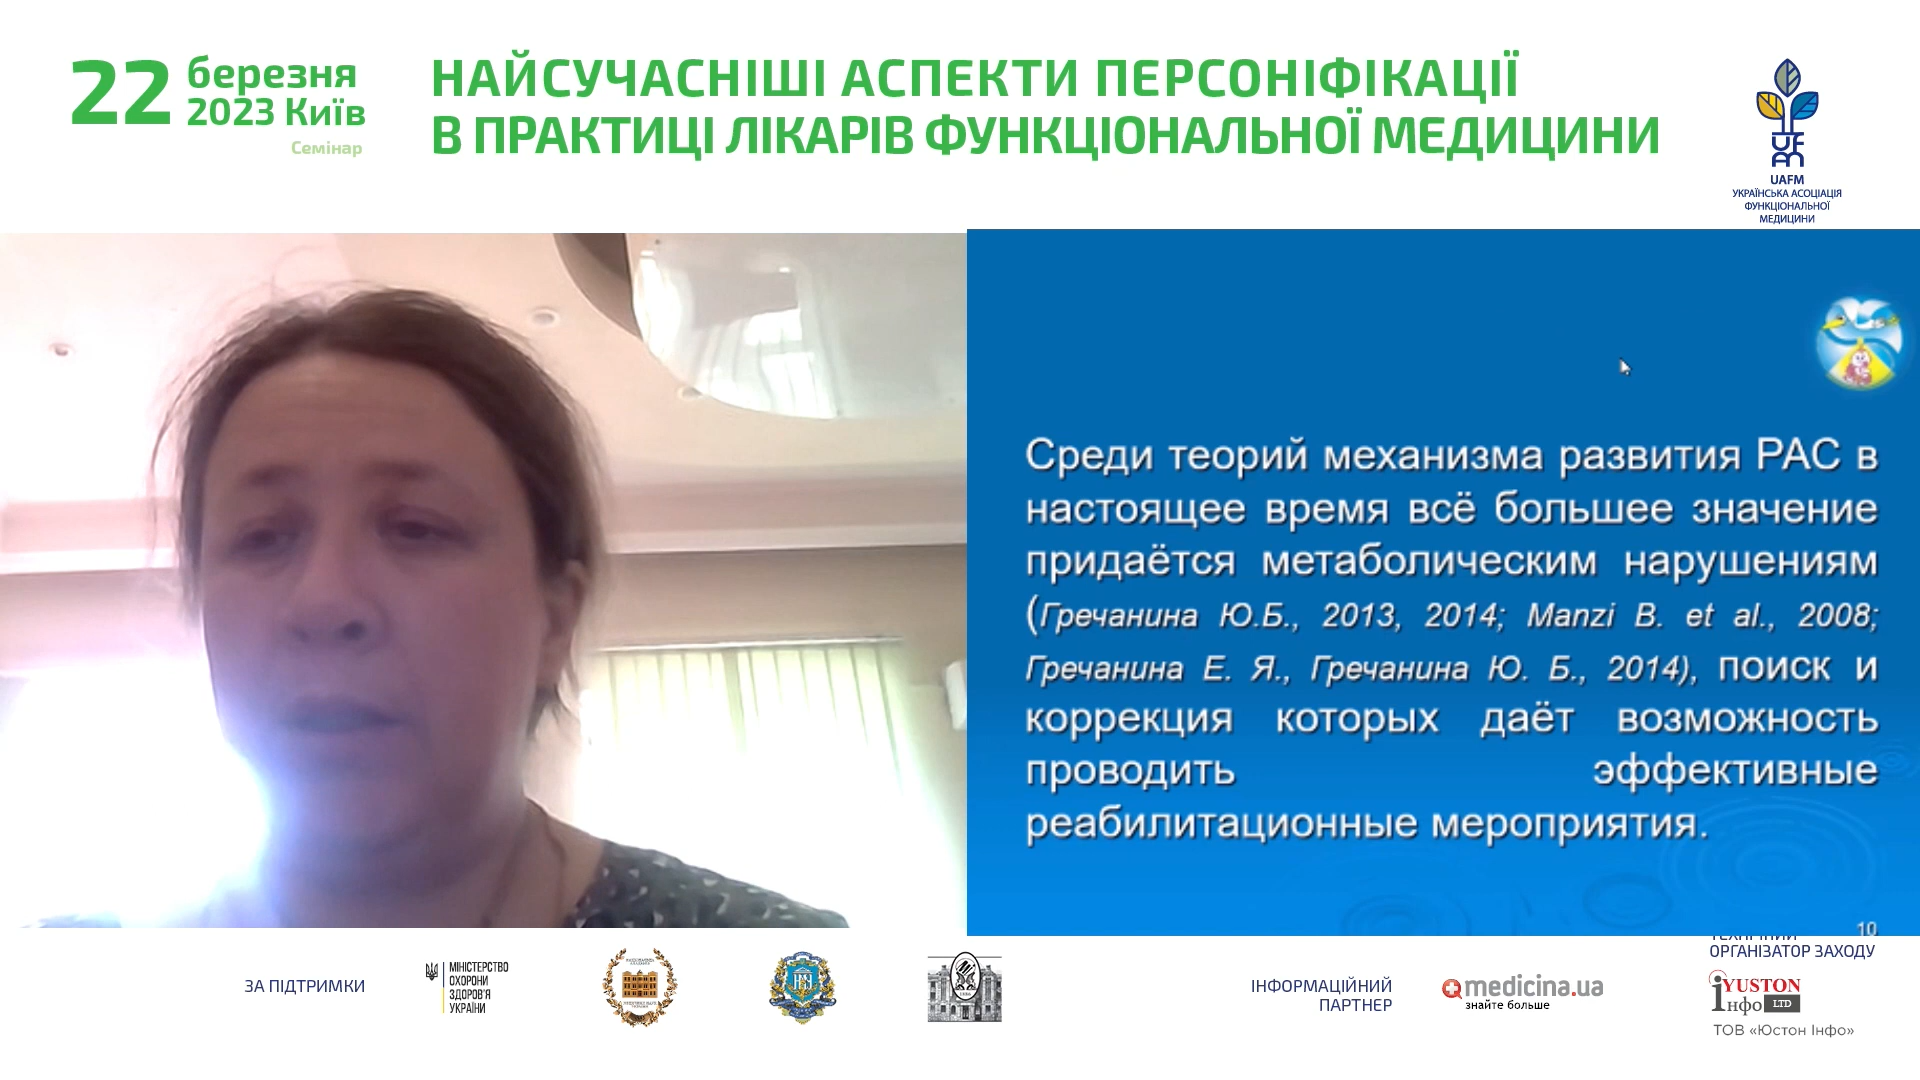 22 березня
2023 Київ
Семінар
НАЙСУЧАСНІШІ АСПЕКТИ ПЕРСОНІФІКАЦІЇ
В ПРАКТИЦІ ЛІКАРІВ ФУНКЦІОНАЛЬНОЇ МЕДИЦИНИ
UAFM
УКРАЇНСЬКА АСОЦІАЦІЯ
ФУНКЦІОНАЛЬНОЇ
МЕДИЦИНИ
Среди теорий механизма развития РАС в
настоящее время всё большее значение
придаётся метаболическим нарушениям
(Гречанина Ю.Б., 2013, 2014; Manzi B. et al., 2008;
Гречанина Е. Я., Гречанина Ю. Б., 2014), поиск и
коррекция которых даёт возможность
проводить эффективные
реабилитационные мероприятия.
10
ЗА ПІДТРИМКИ
МІНІСТЕРСТВО
ОХОРОНИ
ЗДОРОВ'Я
УКРАЇНИ
ІНФОРМАЦІЙНИЙ
ПАРТНЕР
medicina.ua
знайте больше
ТЕХНІЧНИЙ
ОРГАНІЗАТОР ЗАХОДУ
YUSTON
Інфо LTD
ТОВ «Юстон Інфо»